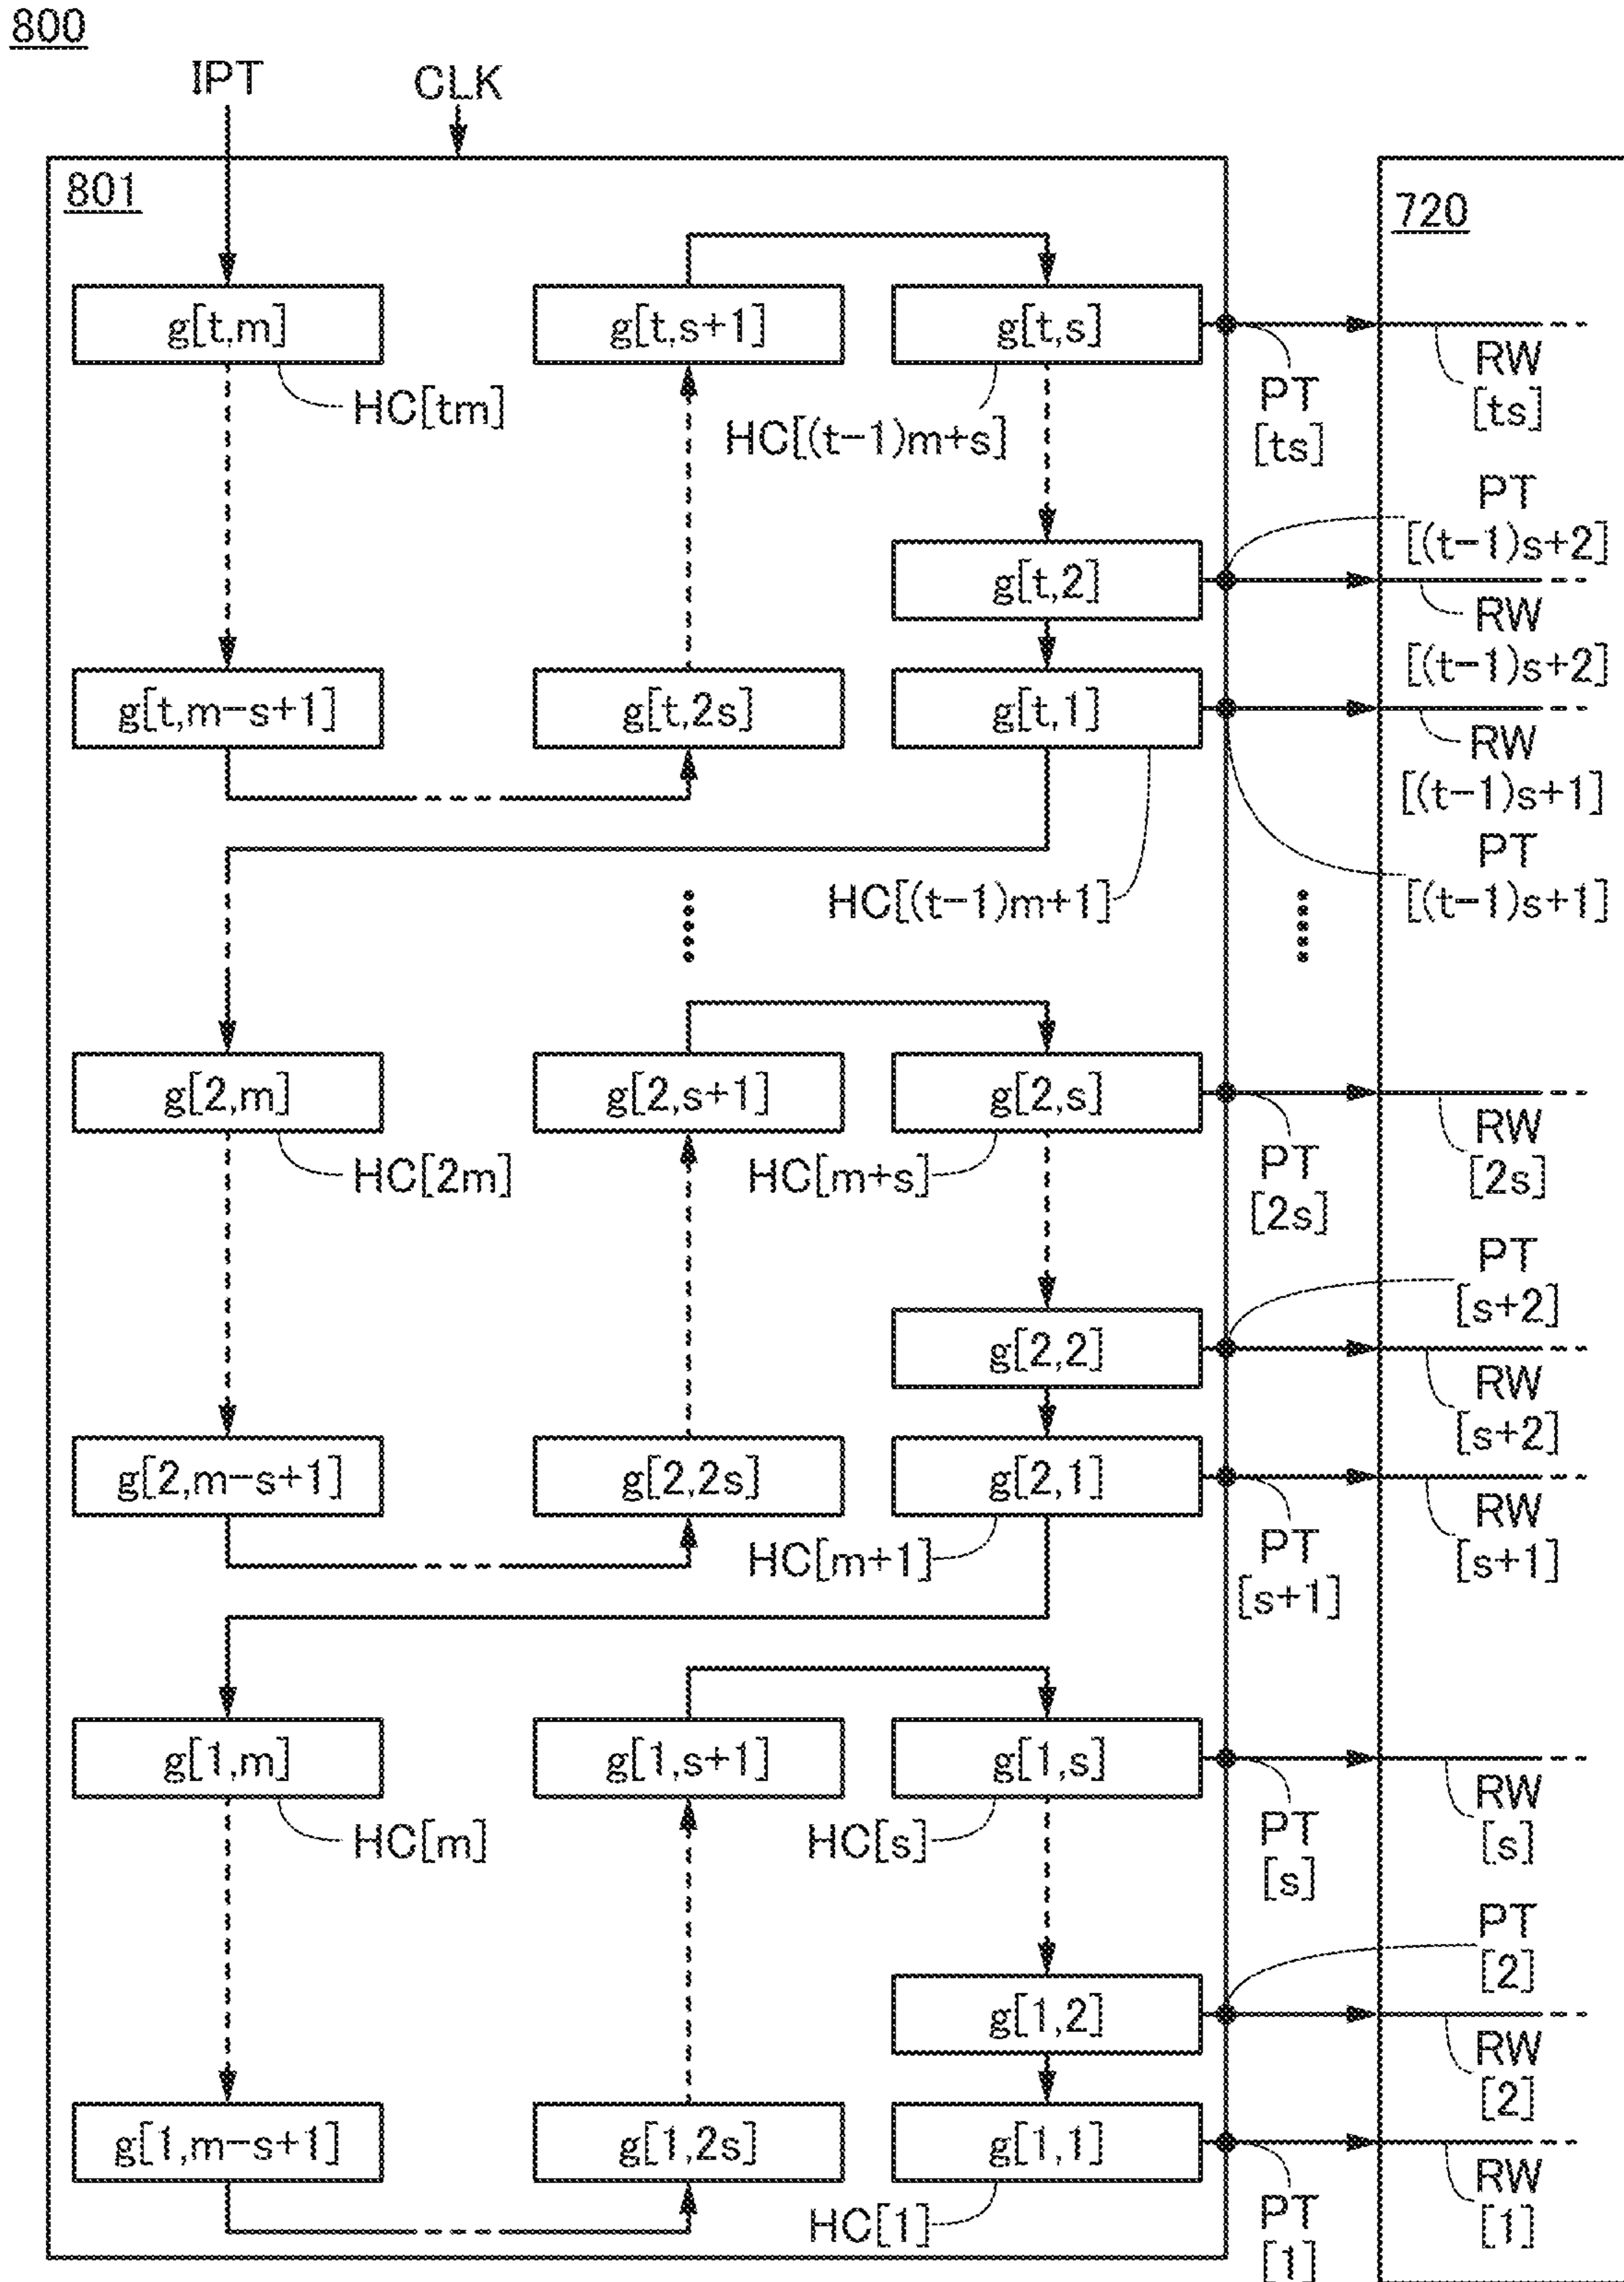 800
IPT
CLK
801
720
g[t,m]
g[t,s+1]
g[t,s]
HC[tm]
HC[(t-1)m+s]
PT
[ts]
RW
[ts]
PT
[(t-1)s+2]
g[t,2]
RW
[(t-1)s+2]
g[t,m-s+1]
g[t,2s]
g[t,1]
RW
[(t-1)s+1]
PT
[(t-1)s+1]
HC[(t-1)m+1]
g[2,m]
g[2,s+1]
g[2,s]
HC[2m]
HC[m+s]
PT
[2s]
RW
[2s]
PT
[s+2]
g[2,2]
RW
[s+2]
g[2,m-s+1]
g[2,2s]
g[2,1]
HC[m+1]
PT
[s+1]
RW
[s+1]
g[1,m]
g[1,s+1]
g[1,s]
HC[m]
HC[s]
PT
[s]
RW
[s]
PT
[2]
g[1,2]
RW
[2]
g[1,m-s+1]
g[1,2s]
g[1,1]
HC[1]
PT
[1]
RW
[1]